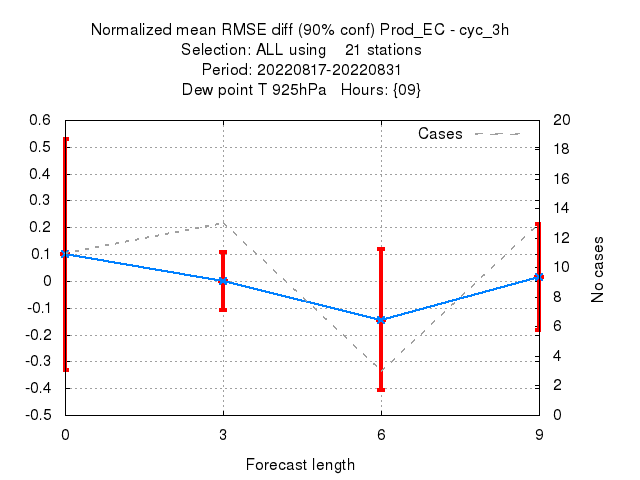 Normalized mean RMSE diff (90% conf) Prod_EC - cyc_3h
Selection: ALL using    21 stations
Period: 20220817-20220831
Dew point T 925hPa   Hours: {09}
Cases
0.6
0.5
0.4
0.3
0.2
0.1
0
-0.1
-0.2
-0.3
-0.4
-0.5
20
18
16
14
12
10
8
6
4
2
0
No cases
0 3 6 9
Forecast length